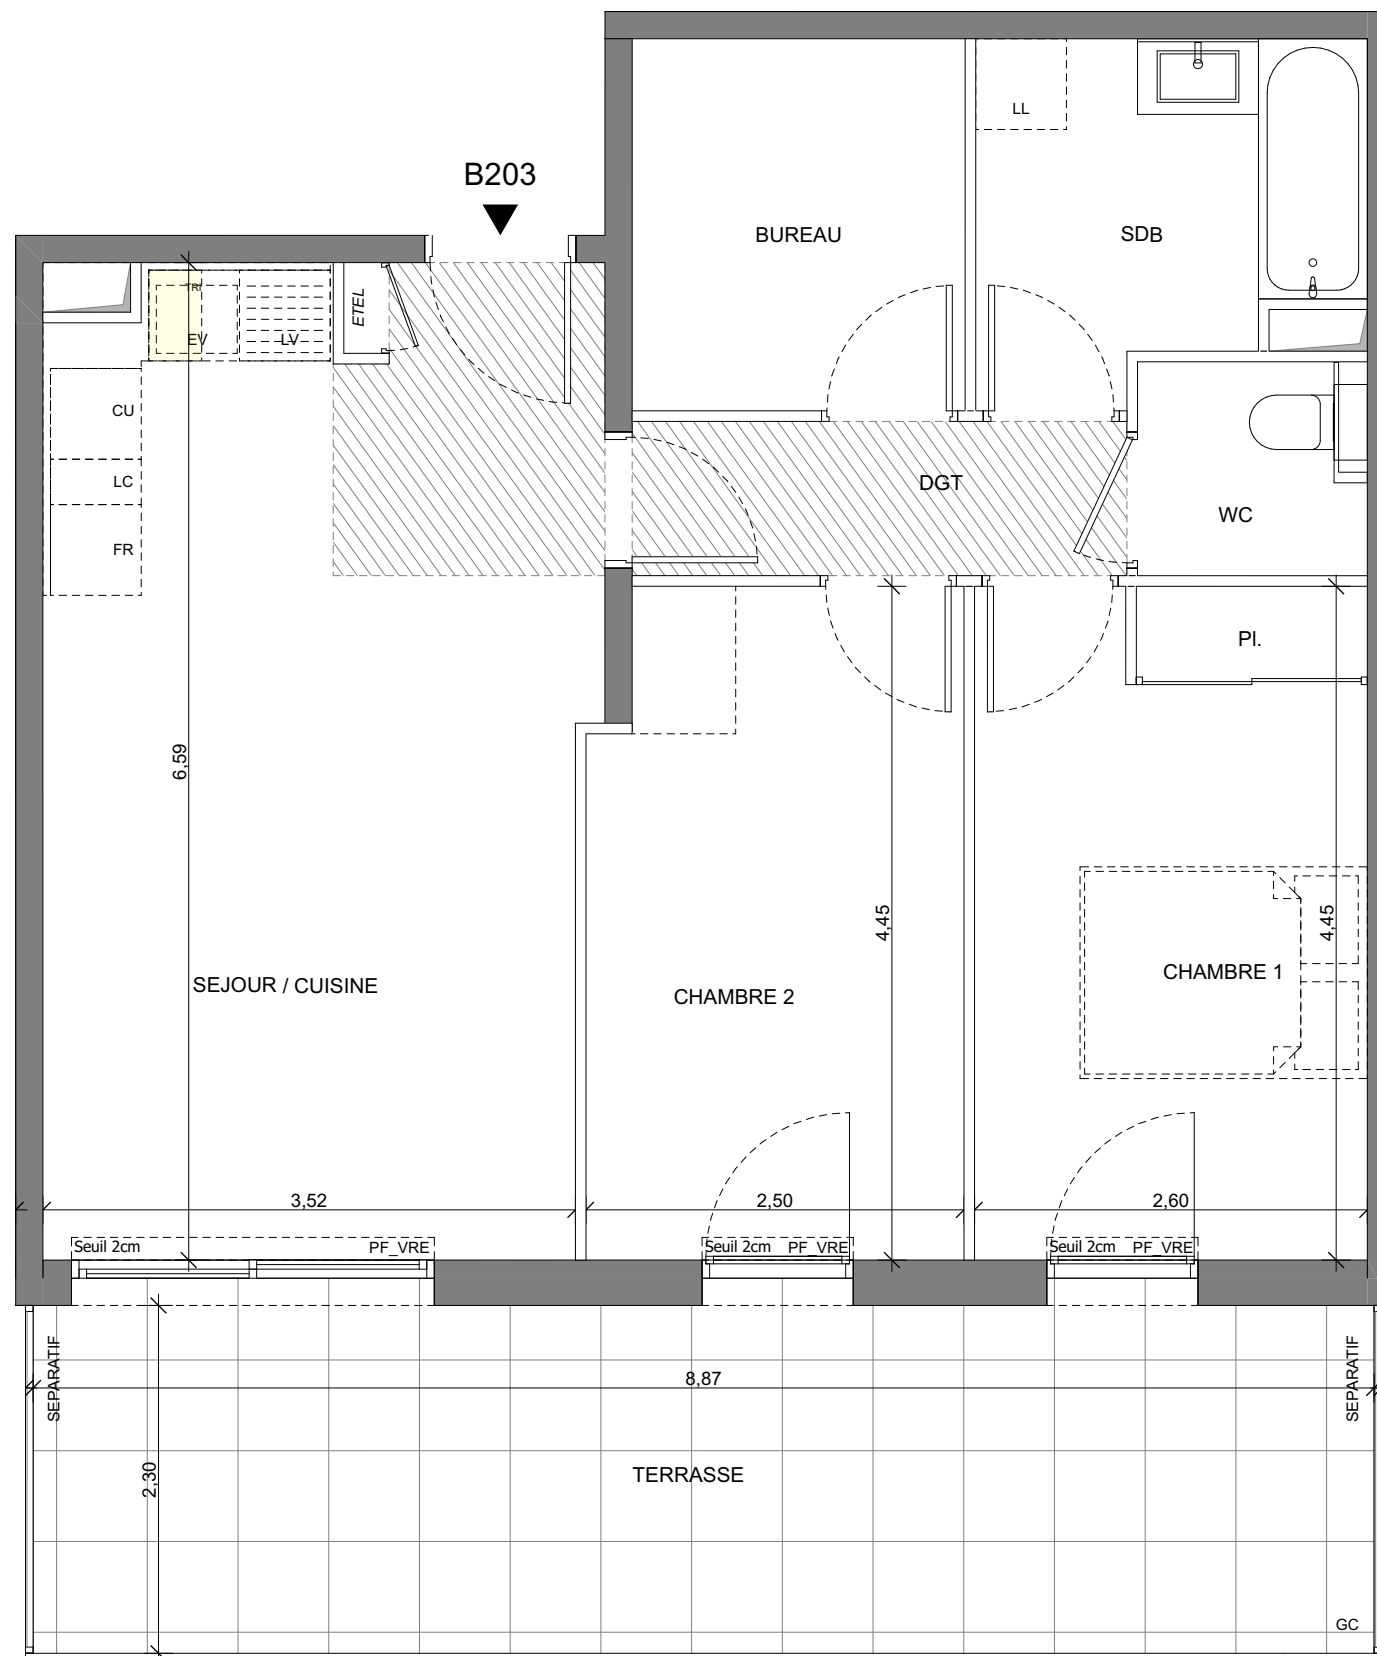 B203
LL
BUREAU
SDB
TRI
EV
LV
ETEL
CU
LC
FR
DGT
WC
Pl.
6,59
4,45
4,45
SEJOUR / CUISINE
CHAMBRE 2
CHAMBRE 1
3,52
2,50
2,60
Seuil 2cm
PF_VRE
Seuil 2cm
PF_VRE
Seuil 2cm
PF_VRE
SEPARATIF
SEPARATIF
8,87
2,30
TERRASSE
GC